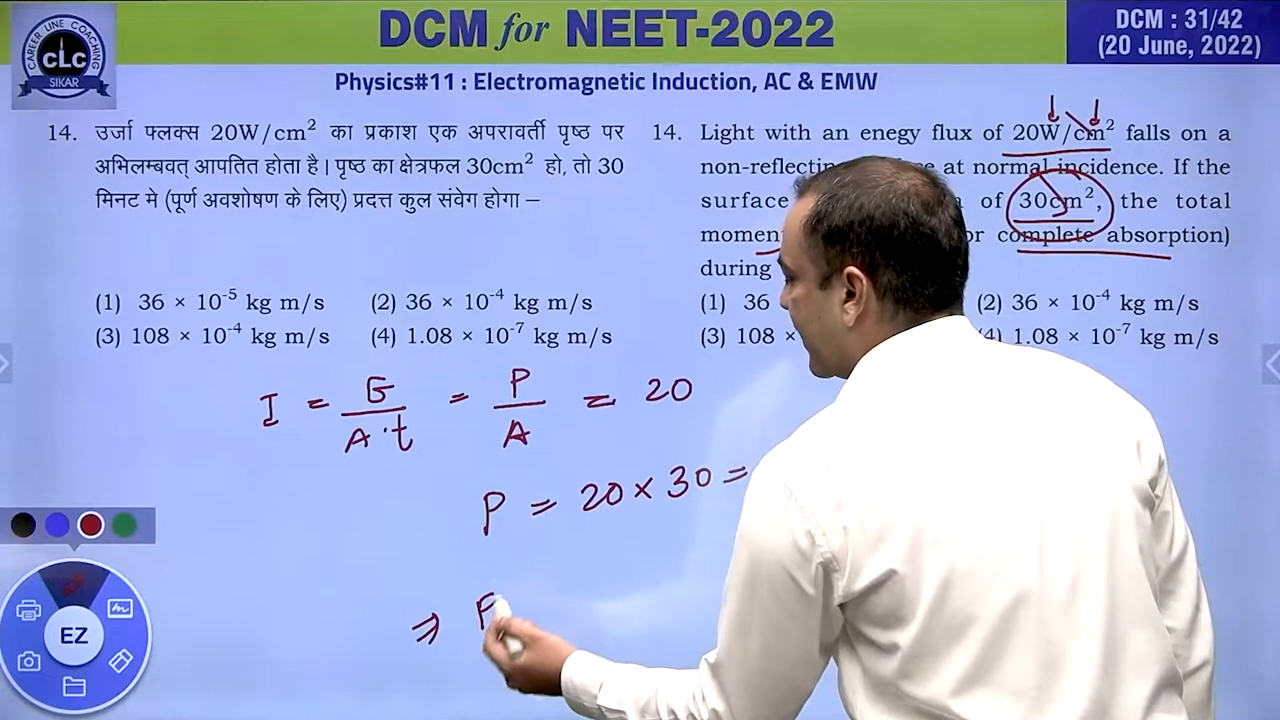 CAREER LINE COACHING
CLC
SIKAR
DCM for NEET-2022
DCM : 31/42
(20 June, 2022)
Physics#11 : Electromagnetic Induction, AC & EMW
14. उर्जा फ्लक्स 20W/cm² का प्रकाश एक अपरावर्ती पृष्ठ पर
अभिलम्बवत् आपतित होता है। पृष्ठ का क्षेत्रफल 30cm² हो, तो 30
मिनट मे (पूर्ण अवशोषण के लिए) प्रदत्त कुल संवेग होगा –
(1) 36 × 10⁻⁵ kg m/s (2) 36 × 10⁻⁴ kg m/s
(3) 108 × 10⁻⁴ kg m/s (4) 1.08 × 10⁻⁷ kg m/s
14. Light with an enegy flux of 20W/cm² falls on a
non-reflectin at normal incidence. If the
surface of 30cm², the total
momen complete absorption)
during
(1) 36 (2) 36 × 10⁻⁴ kg m/s
(3) 108 × (4) 1.08 × 10⁻⁷ kg m/s
I = E/A·t = P/A = 20
P = 20 × 30 =
⇒ F
EZ